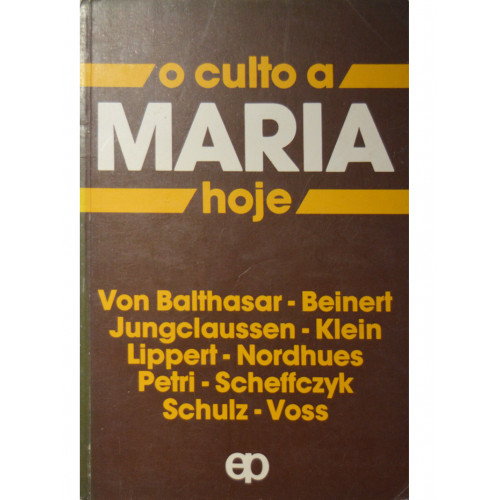 o culto a
MARIA
hoje
Von Balthasar - Beinert
Jungclaussen - Klein
Lippert - Nordhues
Petri - Scheffczyk
Schulz - Voss
ep